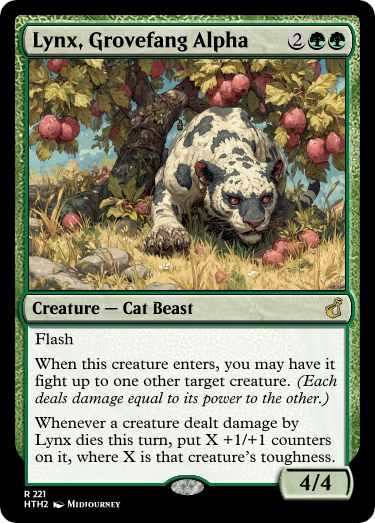 Lynx, Grovefang Alpha 2
Creature — Cat Beast
Flash
When this creature enters, you may have it
fight up to one other target creature. (Each
deals damage equal to its power to the other.)
Whenever a creature dealt damage by
Lynx dies this turn, put X +1/+1 counters
on it, where X is that creature's toughness.
4/4
R 221
HTH2 Midjourney